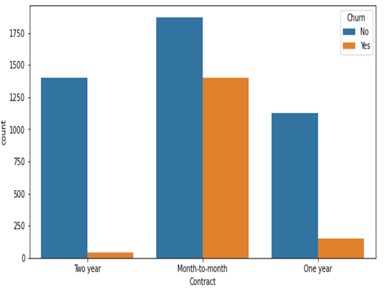 Churn
No
Yes
1750
1500
1250
1000
750
500
250
0
count
Two year
Month-to-month
One year
Contract